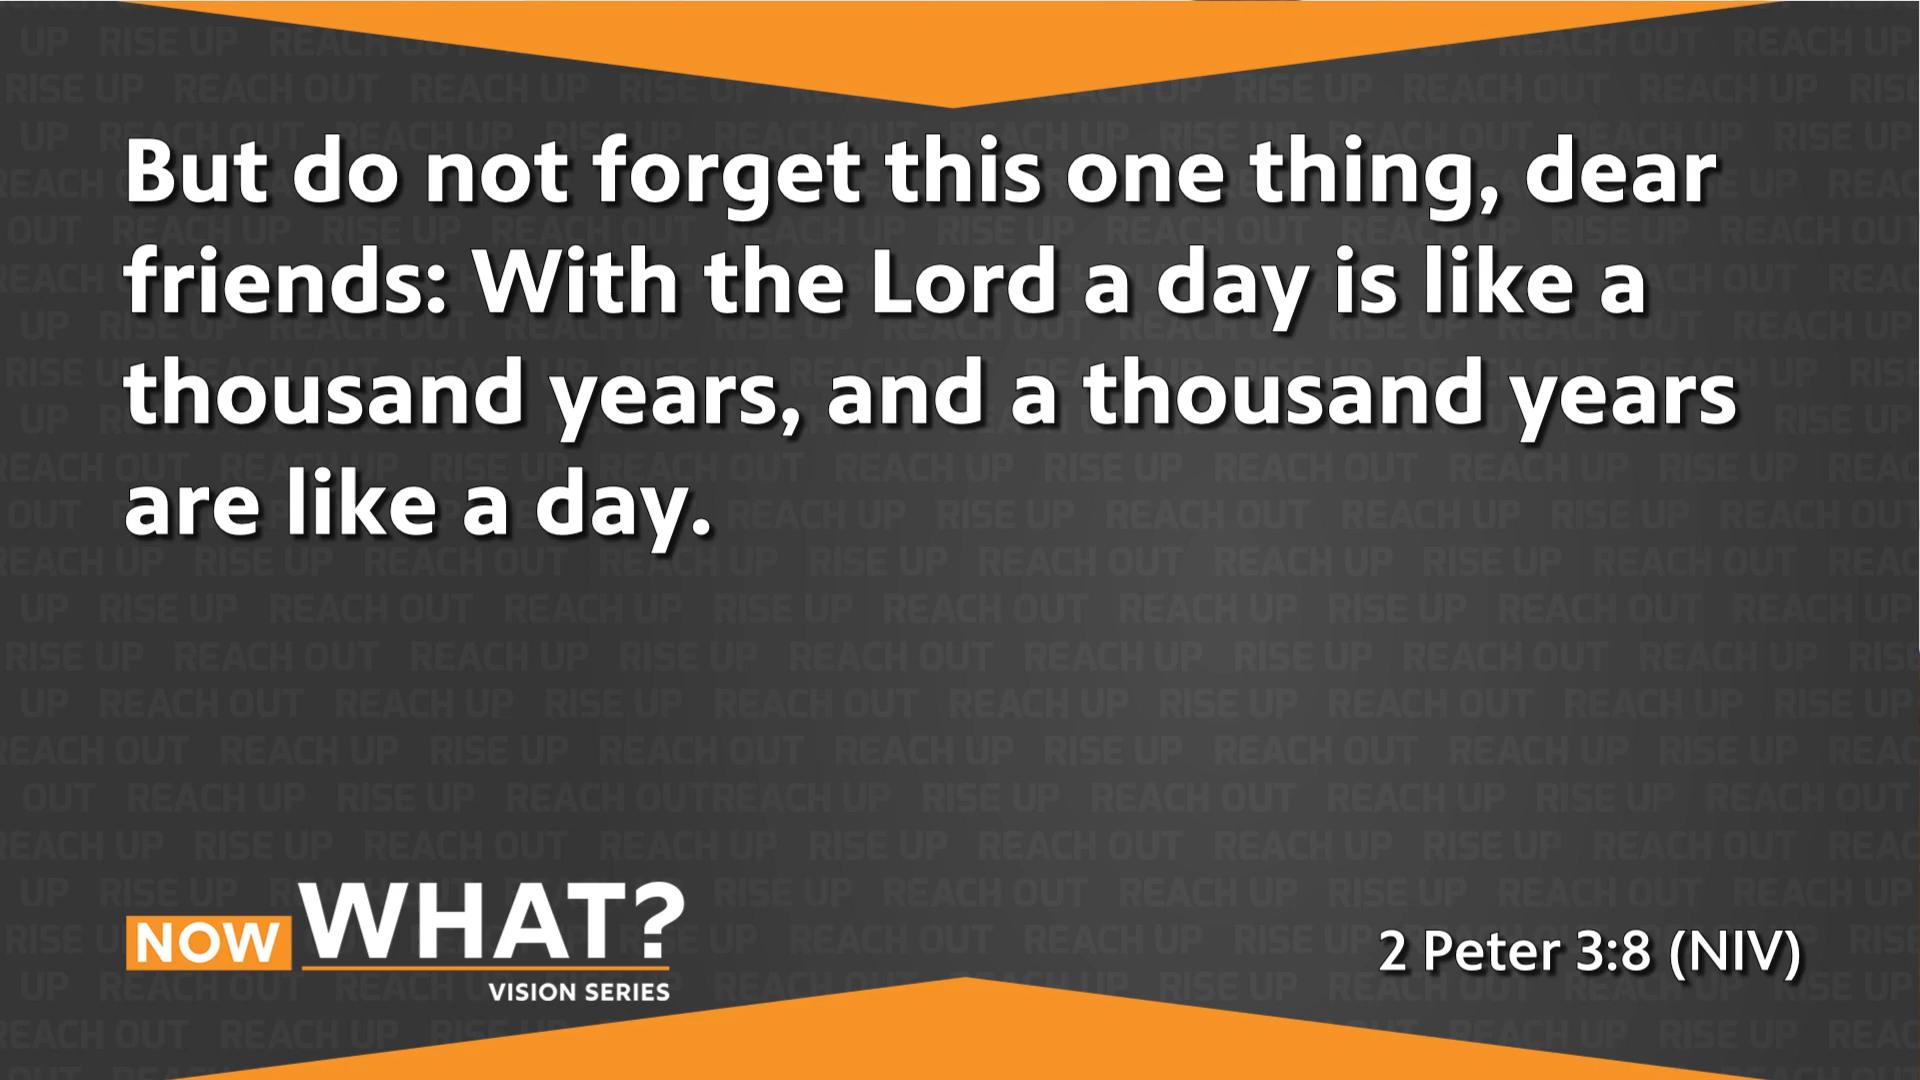 But do not forget this one thing, dear
friends: With the Lord a day is like a
thousand years, and a thousand years
are like a day.
NOW WHAT?
VISION SERIES
2 Peter 3:8 (NIV)